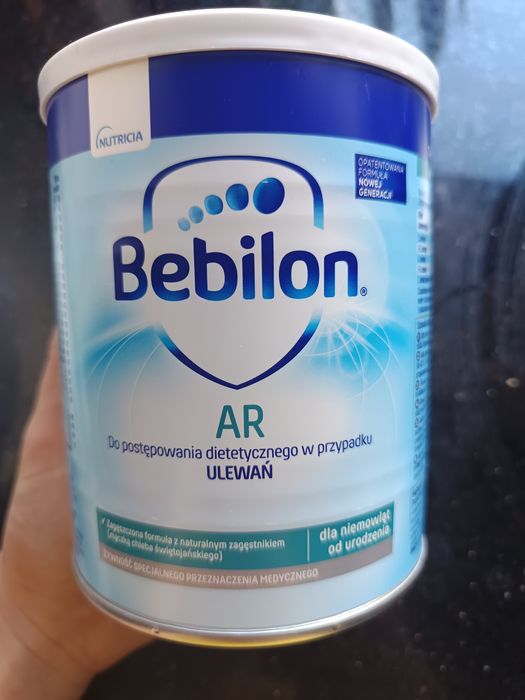 NUTRICIA
OPATENTOWANA
FORMUŁA
NOWEJ
GENERACJI
Bebilon®
AR
Do postępowania dietetycznego w przypadku
ULEWAŃ
✓ Zagęszczona formuła z naturalnym zagęstnikiem
(mączką chleba świętojańskiego)
dla niemowląt
od urodzenia
ŻYWNOŚĆ SPECJALNEGO PRZEZNACZENIA MEDYCZNEGO